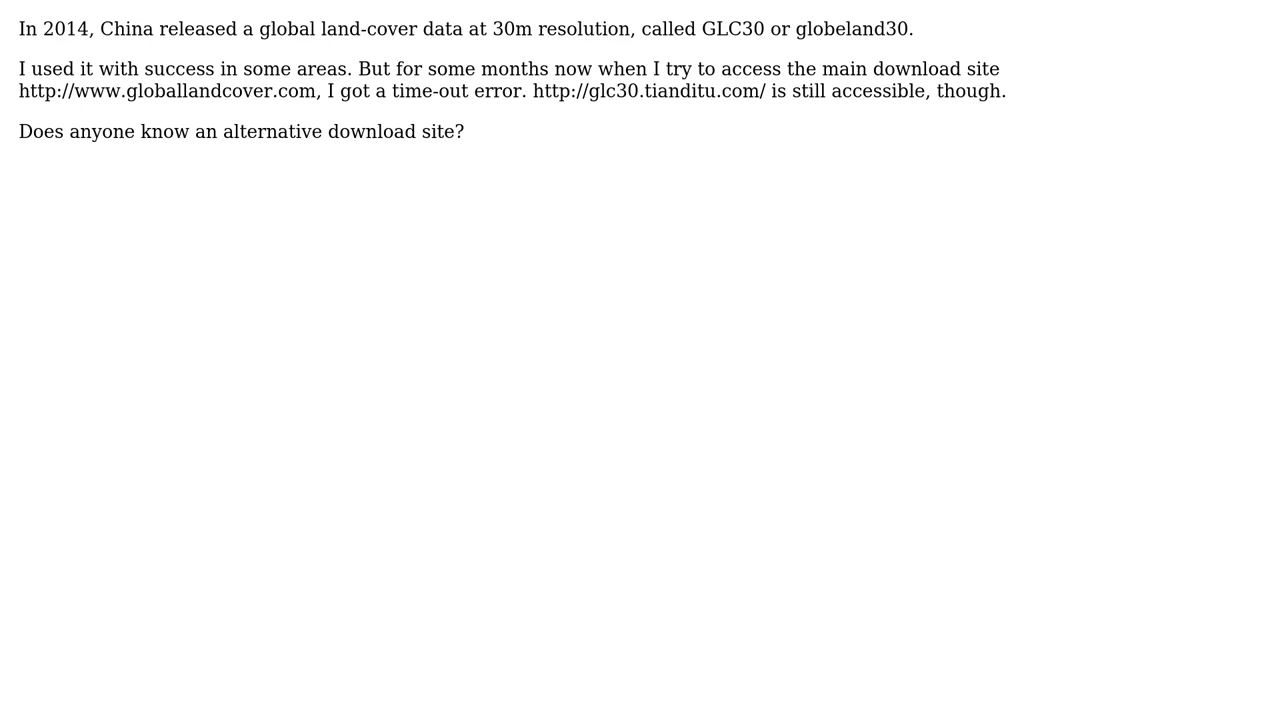 In 2014, China released a global land-cover data at 30m resolution, called GLC30 or globeland30.
I used it with success in some areas. But for some months now when I try to access the main download site
http://www.globallandcover.com, I got a time-out error. http://glc30.tianditu.com/ is still accessible, though.
Does anyone know an alternative download site?